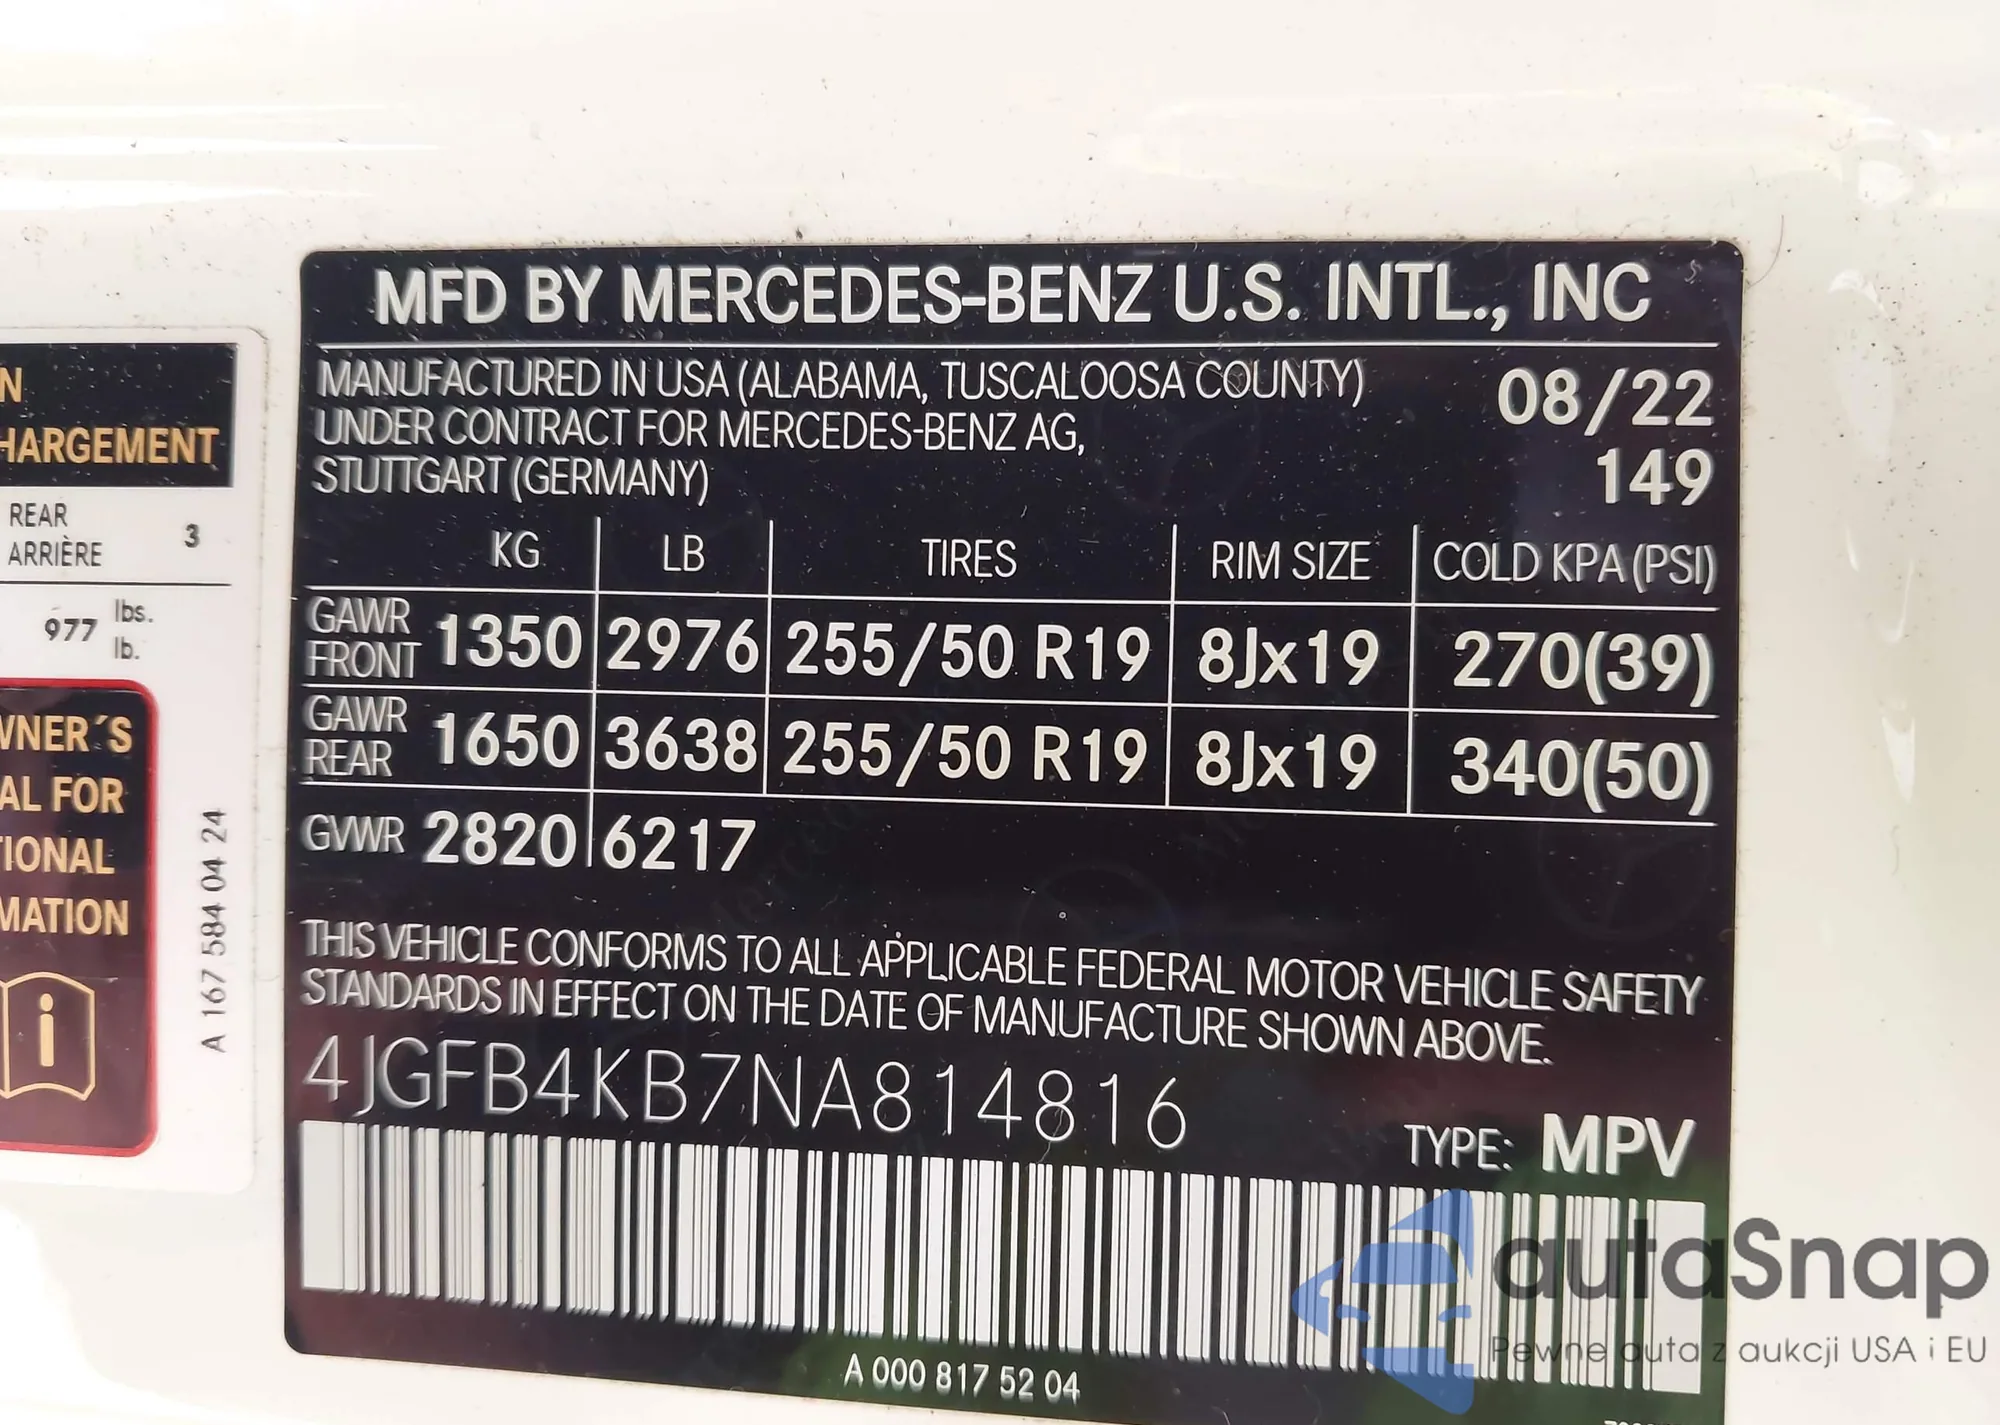 N
HARGEMENT
REAR
ARRIÈRE
3
977 lbs.
lb.
WNER´S
AL FOR
TIONAL
MATION
A 167 584 04 24
MFD BY MERCEDES-BENZ U.S. INTL., INC
MANUFACTURED IN USA (ALABAMA, TUSCALOOSA COUNTY)
UNDER CONTRACT FOR MERCEDES-BENZ AG,
STUTTGART (GERMANY)
08/22
149
KG LB TIRES RIM SIZE COLD KPA (PSI)
GAWR
FRONT 1350 2976 255/50 R19 8Jx19 270(39)
GAWR
REAR 1650 3638 255/50 R19 8Jx19 340(50)
GVWR 2820 6217
THIS VEHICLE CONFORMS TO ALL APPLICABLE FEDERAL MOTOR VEHICLE SAFETY
STANDARDS IN EFFECT ON THE DATE OF MANUFACTURE SHOWN ABOVE.
4JGFB4KB7NA814816
TYPE: MPV
A 000 817 52 04
autaSnap
Pewne auta z aukcji USA i EU